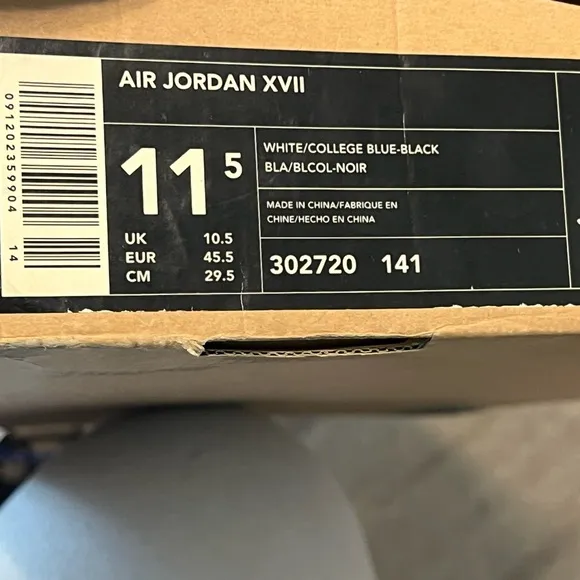 AIR JORDAN XVII
11 5
UK 10.5
EUR 45.5
CM 29.5
WHITE/COLLEGE BLUE-BLACK
BLA/BLCOL-NOIR
MADE IN CHINA/FABRIQUE EN
CHINE/HECHO EN CHINA
302720 141
091202359904 14